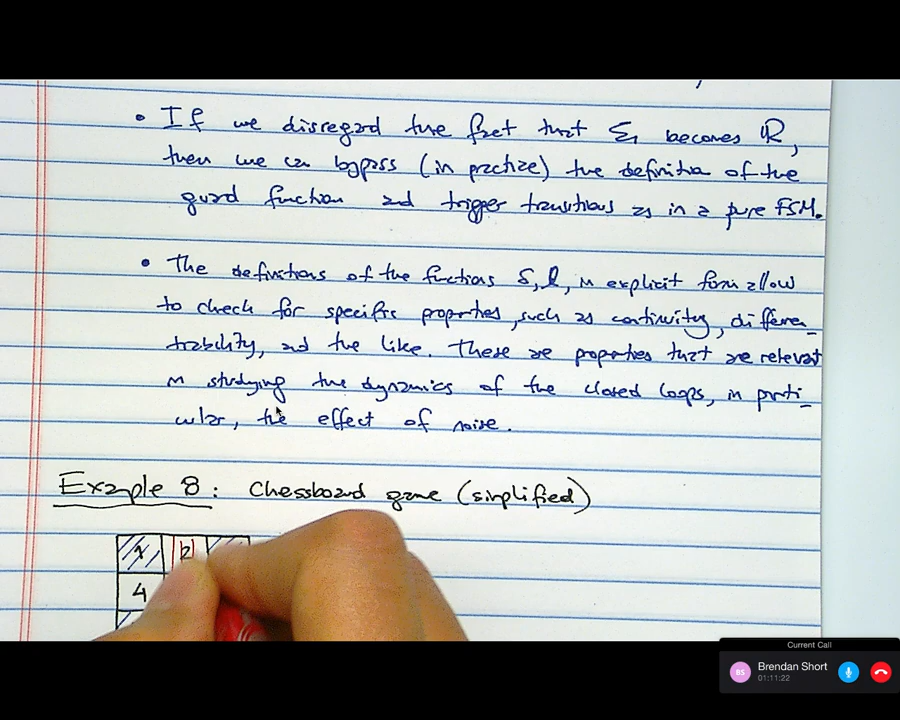 • If we disregard the fact that Σ, becomes ℝ,
then we can bypass (in practice) the definition of the
guard function and trigger transitions as in a pure FSM.
• The definitions of the functions δ, l, in explicit form allow
to check for specific properties, such as continuity, differen-
tiability, and the like. These are properties that are relevant
in studying the dynamics of the closed loops, in parti-
cular, the effect of noise.
Example 8: Chessboard game (simplified)
1 2
4
Current Call
BS Brendan Short
01:11:22